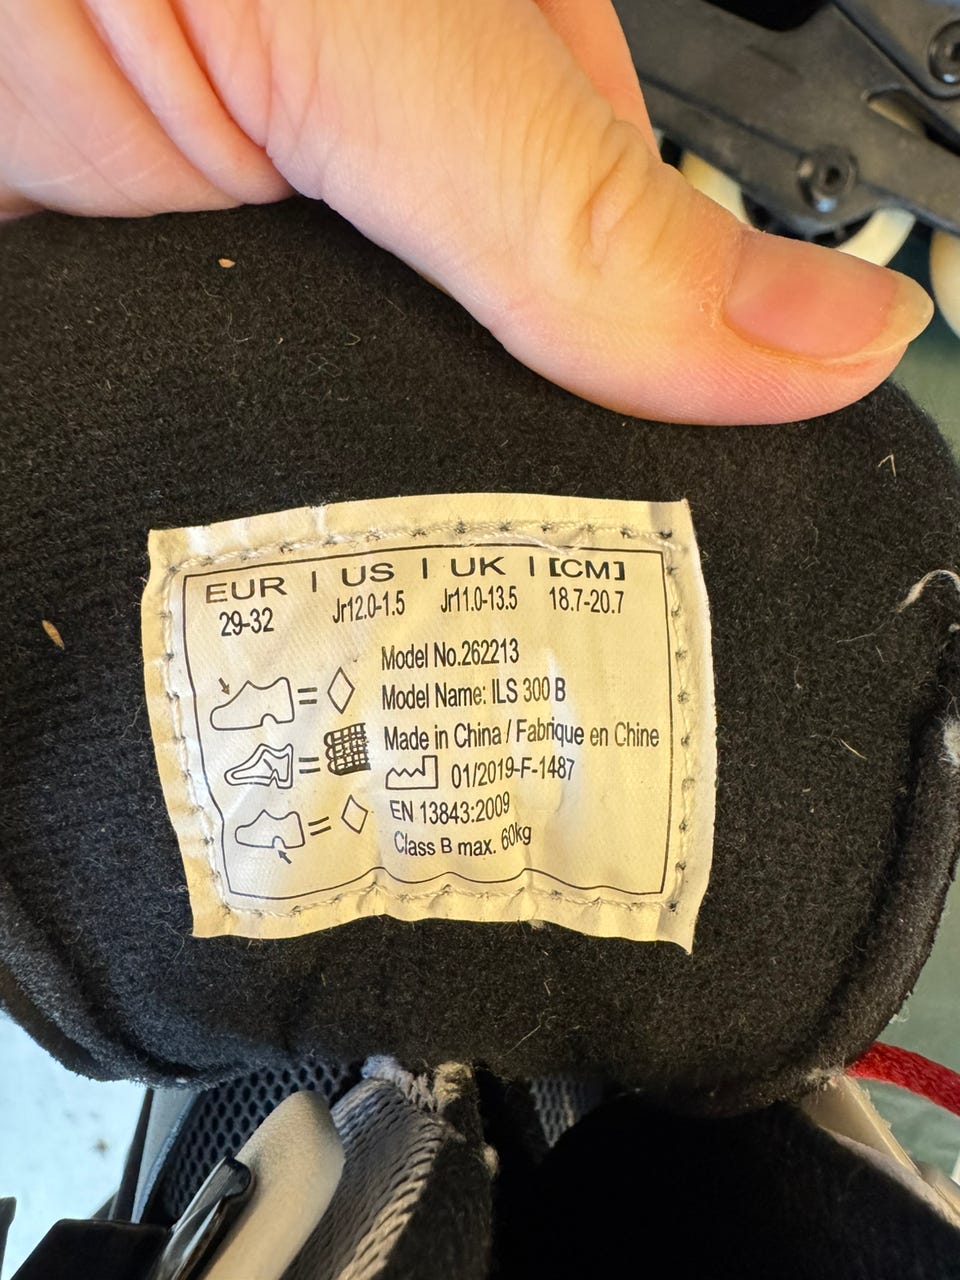 EUR | US | UK | [CM]
29-32 Jr12.0-1.5 Jr11.0-13.5 18.7-20.7
Model No.262213
Model Name: ILS 300 B
Made in China / Fabrique en Chine
01/2019-F-1487
EN 13843:2009
Class B max. 60kg